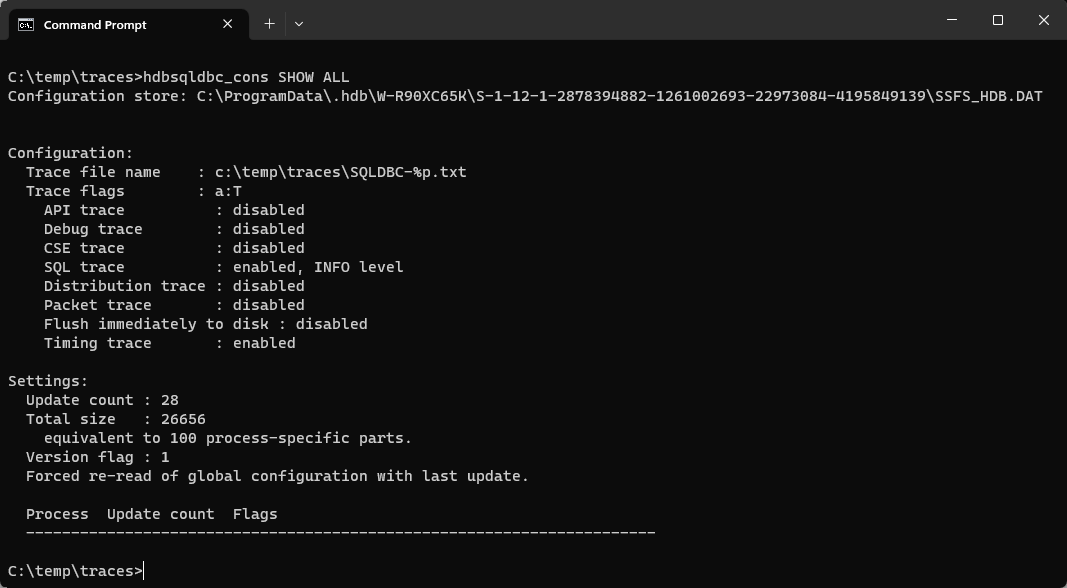 Command Prompt
C:\temp\traces>hdbsqldbc_cons SHOW ALL
Configuration store: C:\ProgramData\.hdb\W-R90XC65K\S-1-12-1-2878394882-1261002693-22973084-4195849139\SSFS_HDB.DAT
Configuration:
Trace file name    : c:\temp\traces\SQLDBC-%p.txt
Trace flags        : a:T
API trace          : disabled
Debug trace        : disabled
CSE trace          : disabled
SQL trace          : enabled, INFO level
Distribution trace : disabled
Packet trace       : disabled
Flush immediately to disk : disabled
Timing trace       : enabled
Settings:
Update count : 28
Total size   : 26656
equivalent to 100 process-specific parts.
Version flag : 1
Forced re-read of global configuration with last update.
Process  Update count  Flags
----------------------------------------------------------------------
C:\temp\traces>